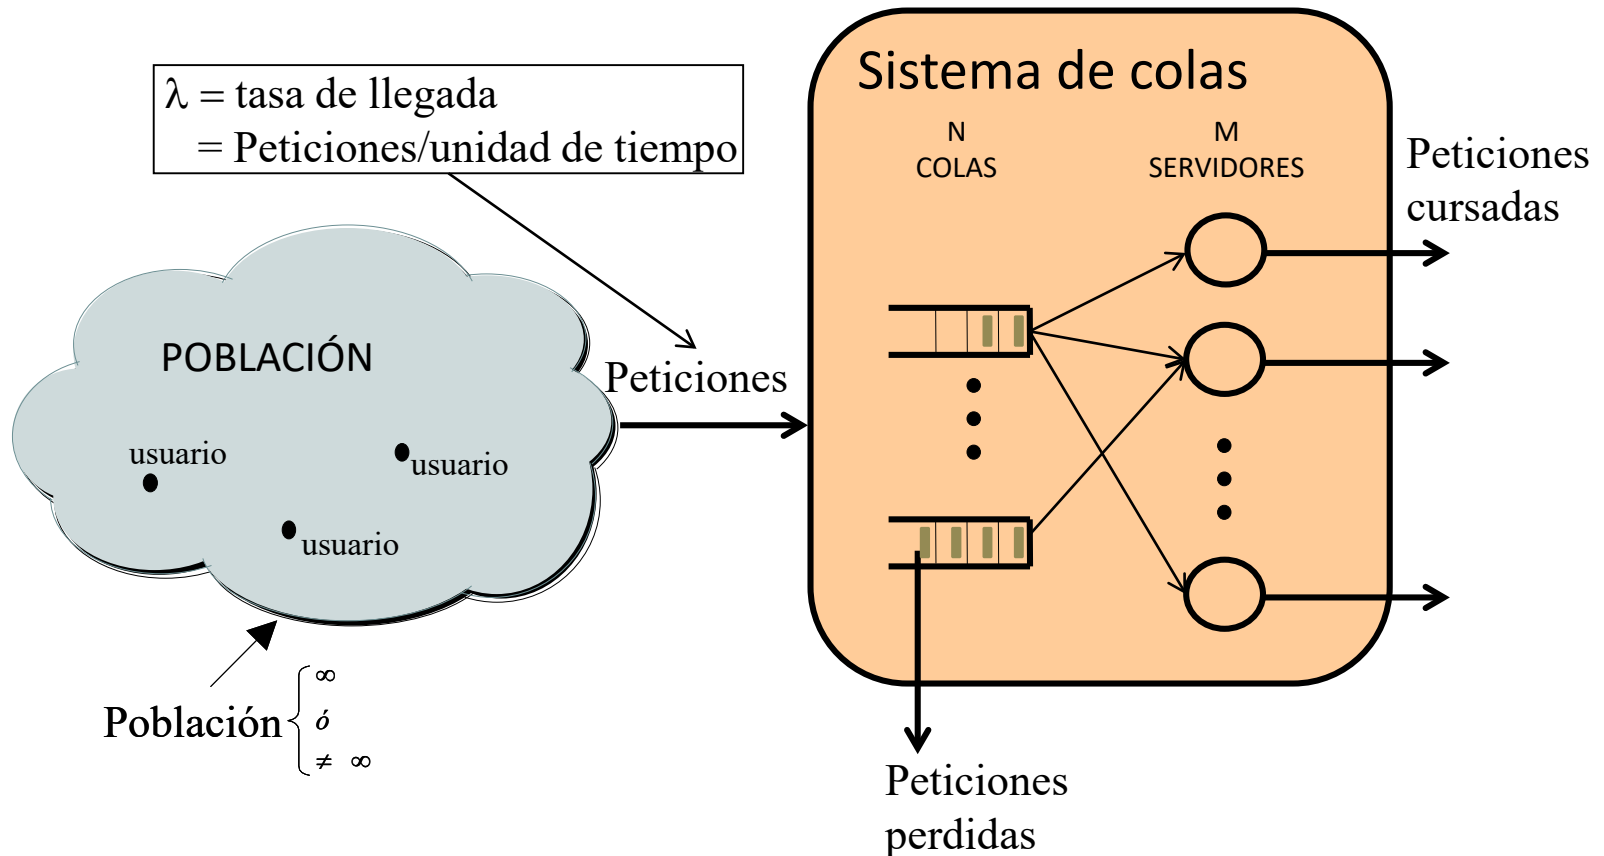 λ = tasa de llegada
= Peticiones/unidad de tiempo
Sistema de colas
N
COLAS
M
SERVIDORES
Peticiones
cursadas
POBLACIÓN
Peticiones
usuario
usuario
usuario
Población
∞
ó
≠ ∞
Peticiones
perdidas